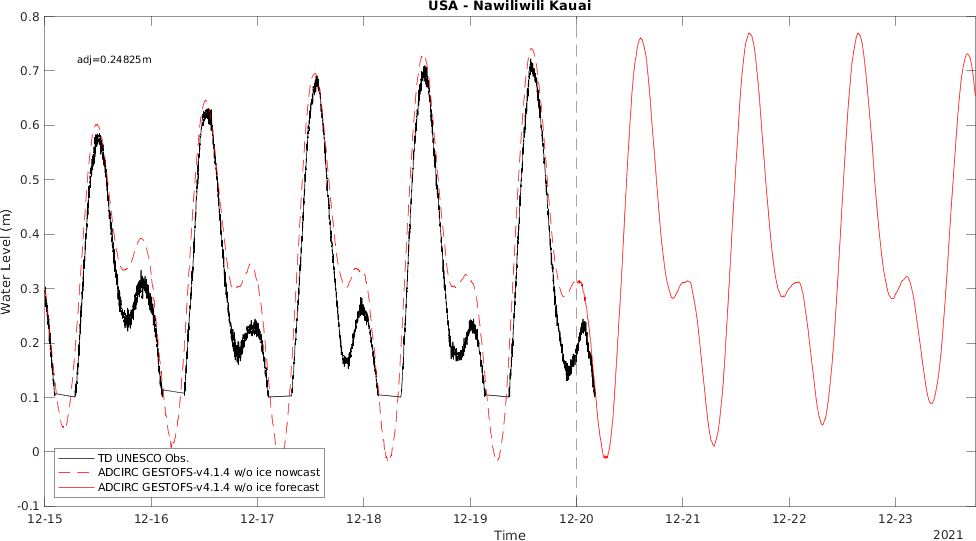 USA - Nawiliwili Kauai
adj=0.24825m
Water Level (m)
0.8
0.7
0.6
0.5
0.4
0.3
0.2
0.1
0
-0.1
TD UNESCO Obs.
ADCIRC GESTOFS-v4.1.4 w/o ice nowcast
ADCIRC GESTOFS-v4.1.4 w/o ice forecast
12-15 12-16 12-17 12-18 12-19 12-20 12-21 12-22 12-23
Time
2021